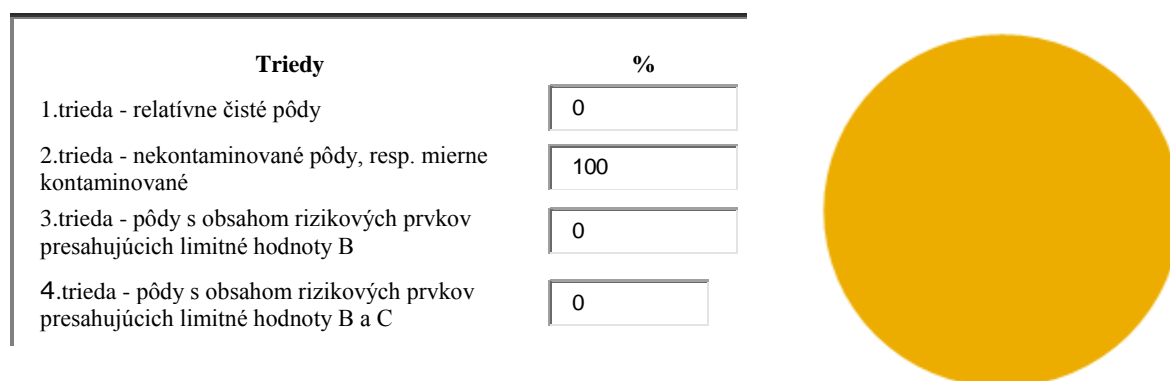 Triedy %
1.trieda - relatívne čisté pôdy 0
2.trieda - nekontaminované pôdy, resp. mierne
kontaminované 100
3.trieda - pôdy s obsahom rizikových prvkov
presahujúcich limitné hodnoty B 0
4.trieda - pôdy s obsahom rizikových prvkov
presahujúcich limitné hodnoty B a C 0